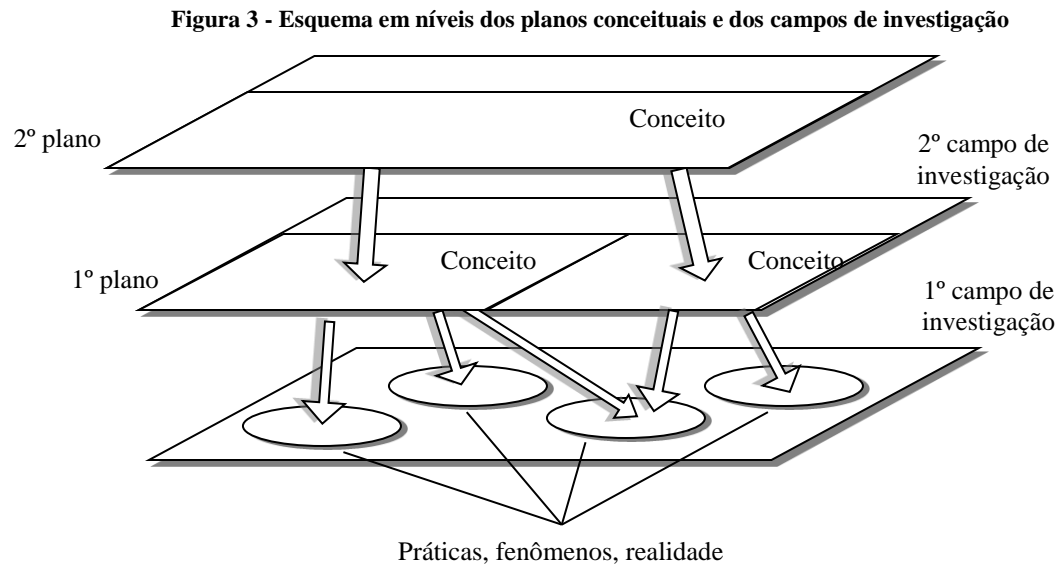 Figura 3 - Esquema em níveis dos planos conceituais e dos campos de investigação
Conceito
2º plano
2º campo de
investigação
Conceito
Conceito
1º plano
1º campo de
investigação
Práticas, fenômenos, realidade